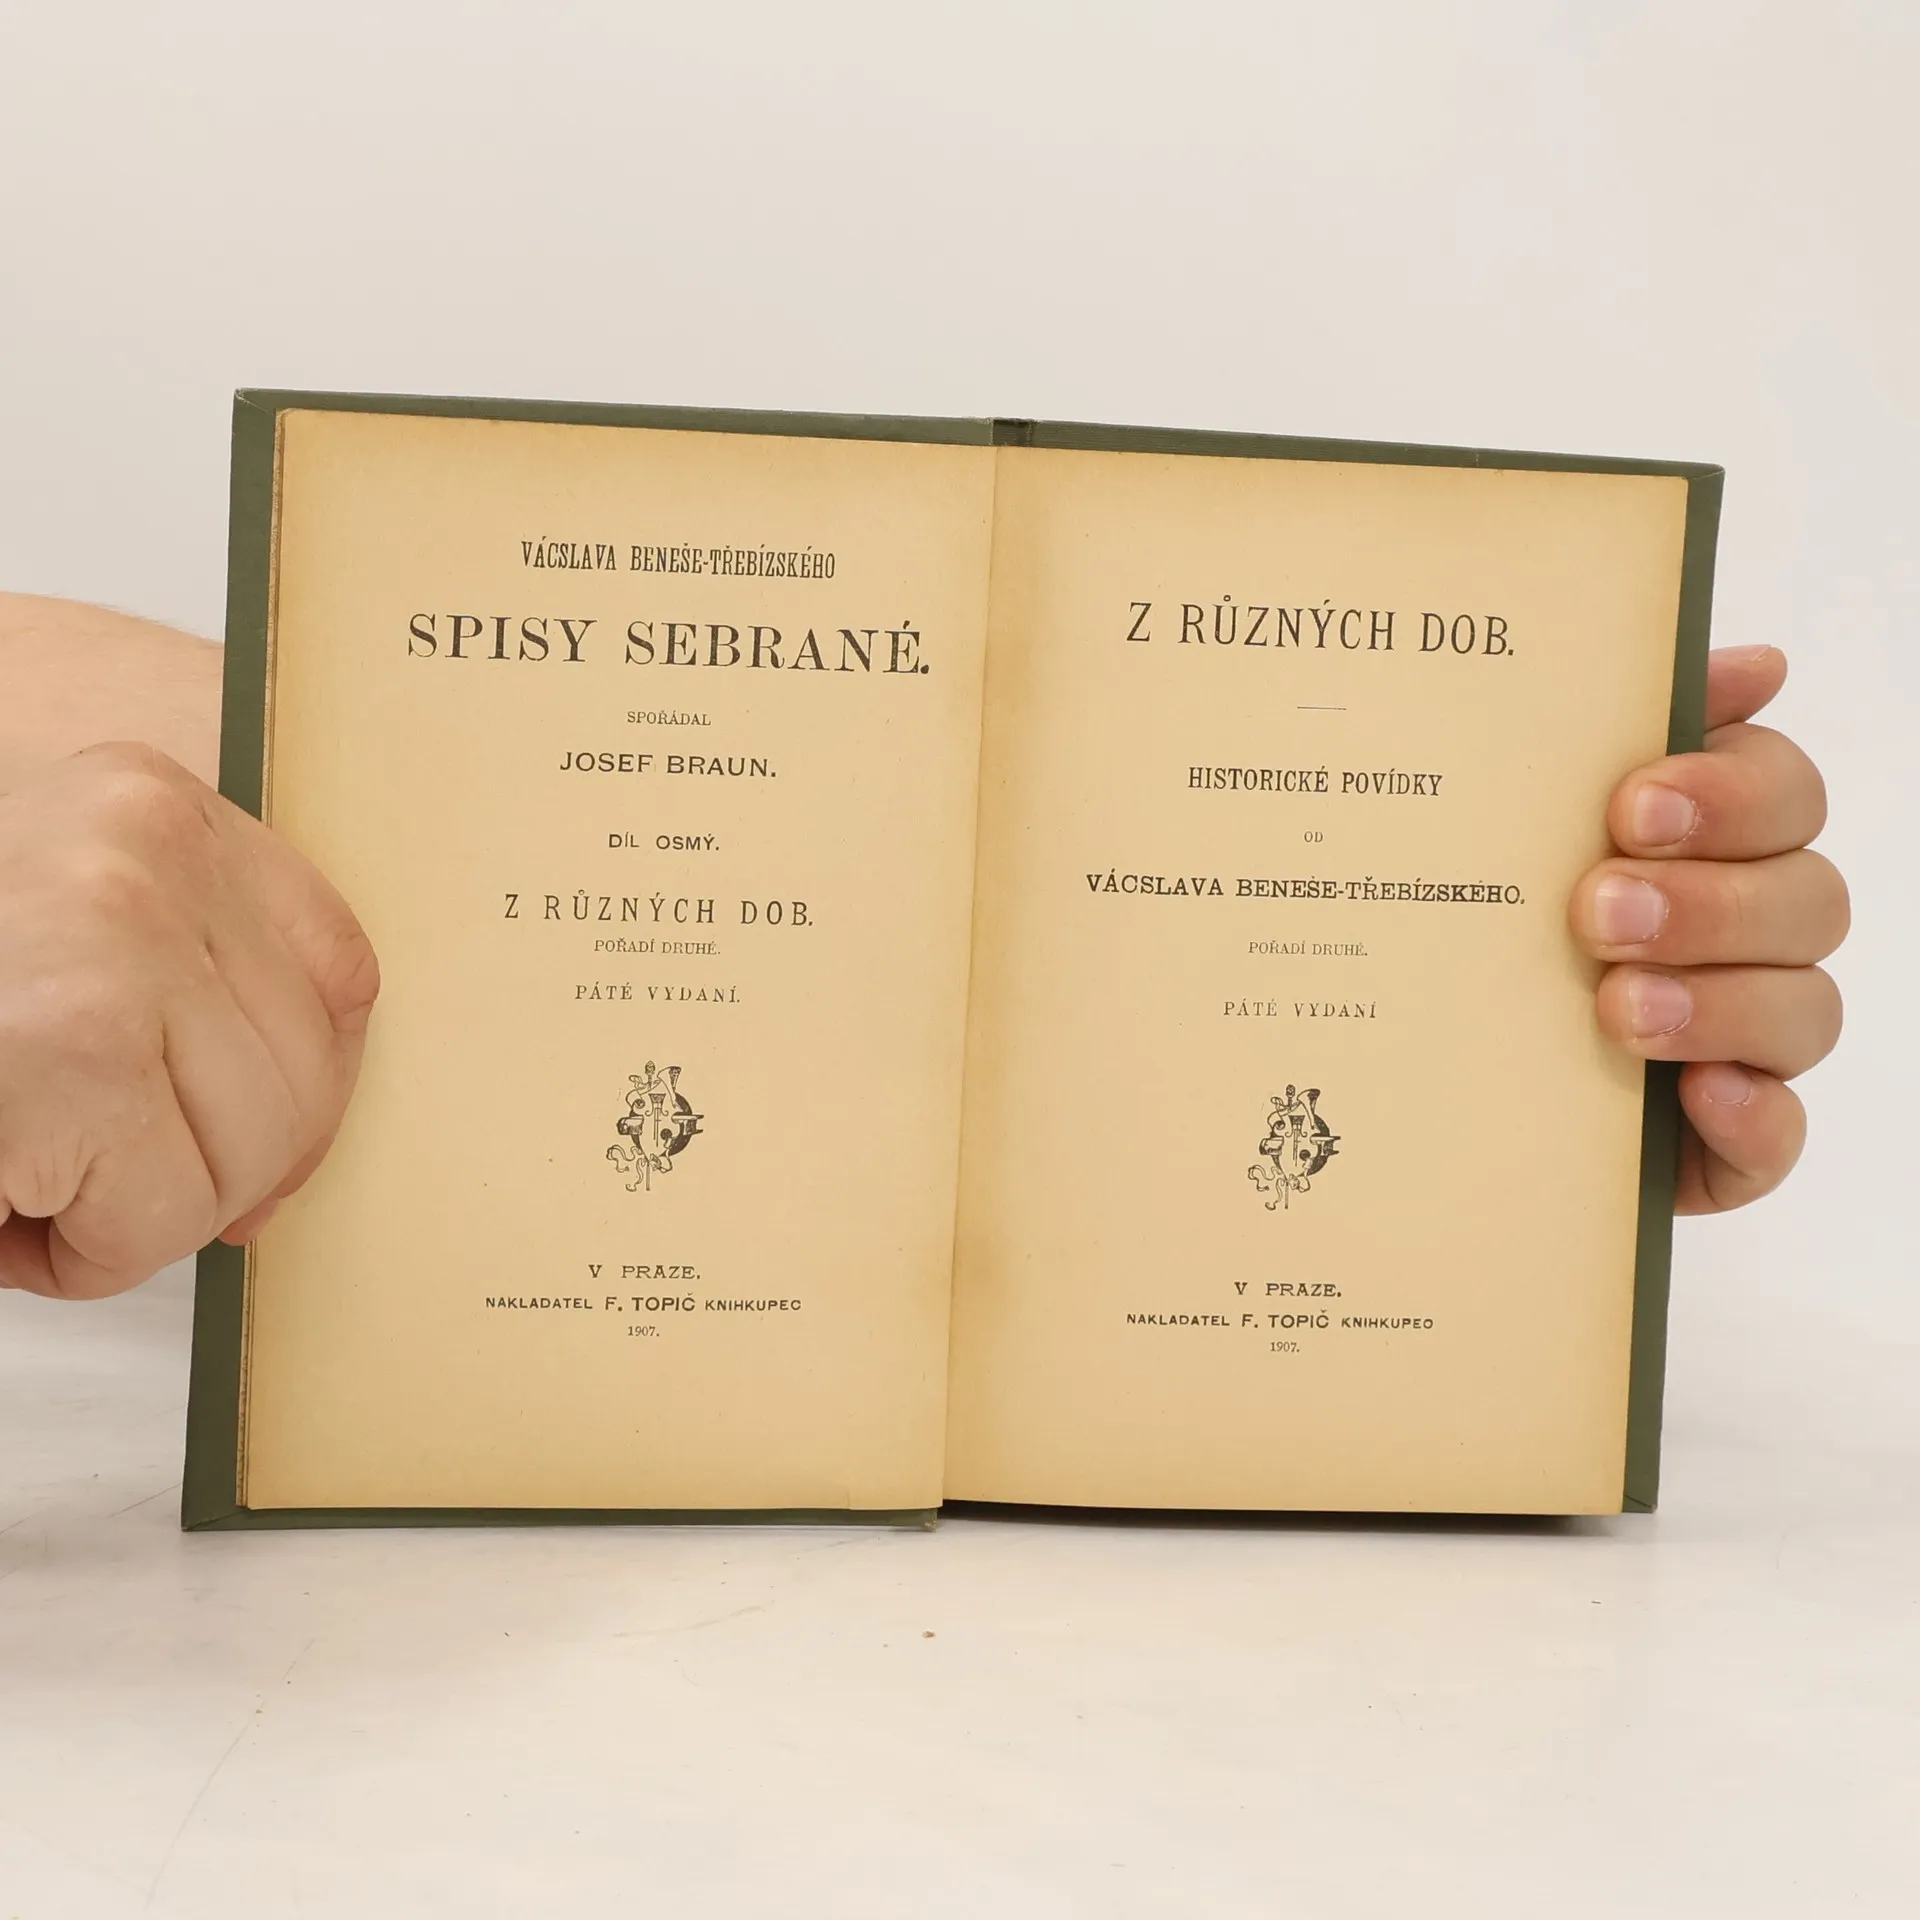 VÁCSLAVA BENEŠE-TŘEBÍZSKÉHO
SPISY SEBRANÉ.
SPOŘÁDAL
JOSEF BRAUN.
DÍL OSMÝ.
Z RŮZNÝCH DOB.
POŘADÍ DRUHÉ.
PÁTÉ VYDANÍ.
V PRAZE.
NAKLADATEL F. TOPIČ KNIHKUPEC
1907.
Z RŮZNÝCH DOB.
HISTORICKÉ POVÍDKY
OD
VÁCSLAVA BENEŠE-TŘEBÍZSKÉHO.
POŘADÍ DRUHÉ.
PÁTÉ VYDANÍ
V PRAZE.
NAKLADATEL F. TOPIČ KNIHKUPEC
1907.